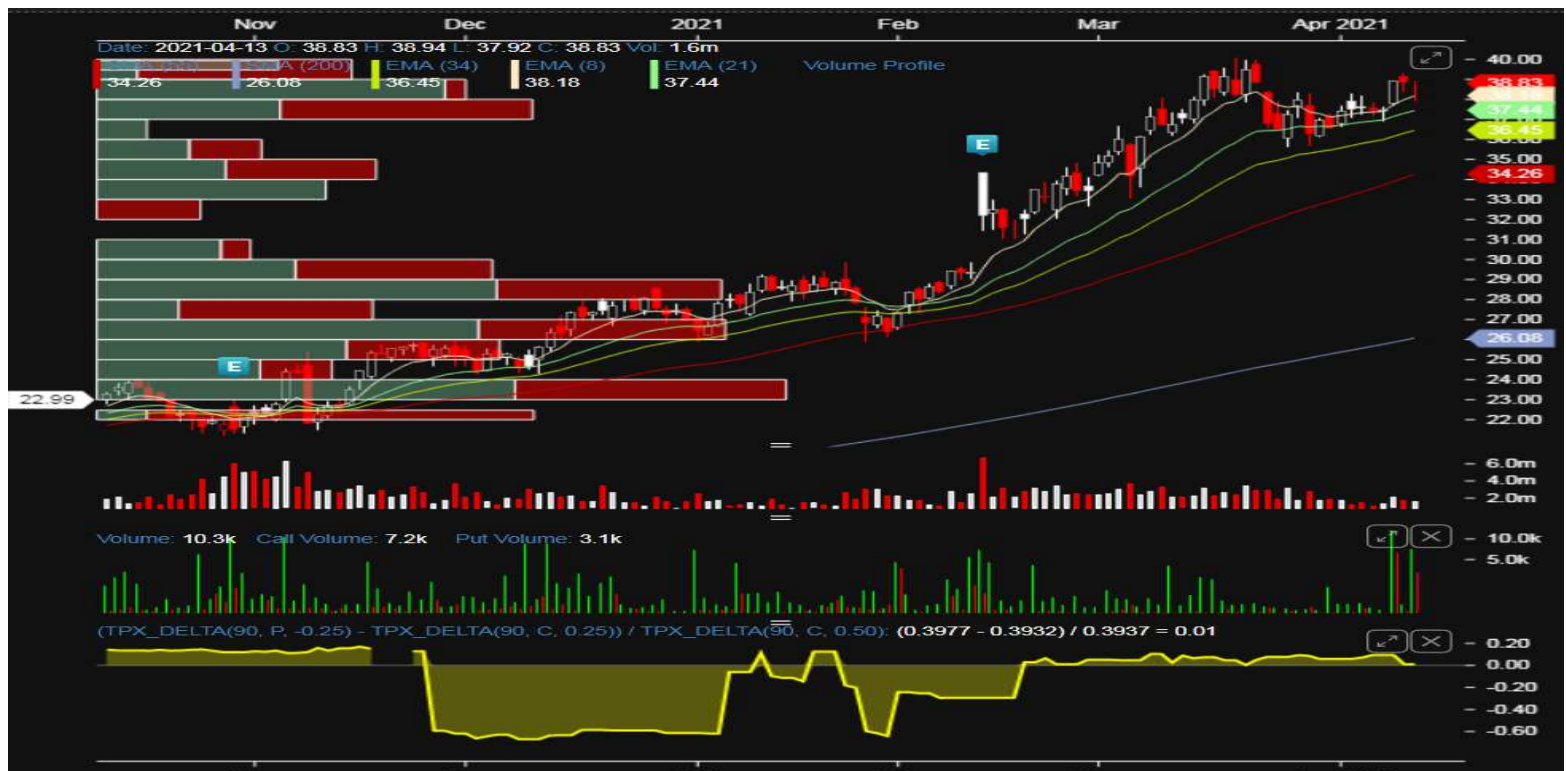 Nov Dec 2021 Feb Mar Apr 2021
Date: 2021-04-13 O: 38.83 H: 38.94 L: 37.92 C: 38.83 Vol: 1.6m
(200) EMA (34) EMA (8) EMA (21) Volume Profile
34.26 26.08 36.45 38.18 37.44
40.00
38.83
38.18
37.44
36.45
36.00
35.00
34.26
33.00
32.00
31.00
30.00
29.00
28.00
27.00
26.08
25.00
24.00
23.00
22.00
E
E
22.99
6.0m
4.0m
2.0m
Volume: 10.3k Call Volume: 7.2k Put Volume: 3.1k
10.0k
5.0k
(TPX_DELTA(90, P, -0.25) - TPX_DELTA(90, C, 0.25)) / TPX_DELTA(90, C, 0.50): (0.3977 - 0.3932) / 0.3937 = 0.01
0.20
0.00
-0.20
-0.40
-0.60